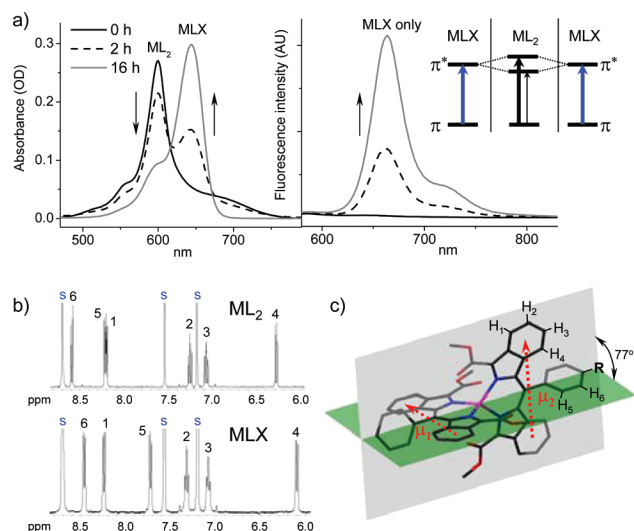 a)
0 h
2 h
16 h
ML₂
MLX
Absorbance (OD)
0.3
0.2
0.1
0.0
500
600
700
nm
MLX only
Fluorescence intensity (AU)
600
700
800
nm
MLX
ML₂
MLX
π*
π*
π
π
b)
S
6
5
1
S
S
2
3
4
ML₂
ppm
8.5
8.0
7.5
7.0
6.5
6.0
S
6
1
5
S
2
S
3
4
MLX
ppm
8.5
8.0
7.5
7.0
6.5
6.0
c)
H₁
H₂
H₃
H₄
R
77º
H₅
H₆
μ₁
μ₂